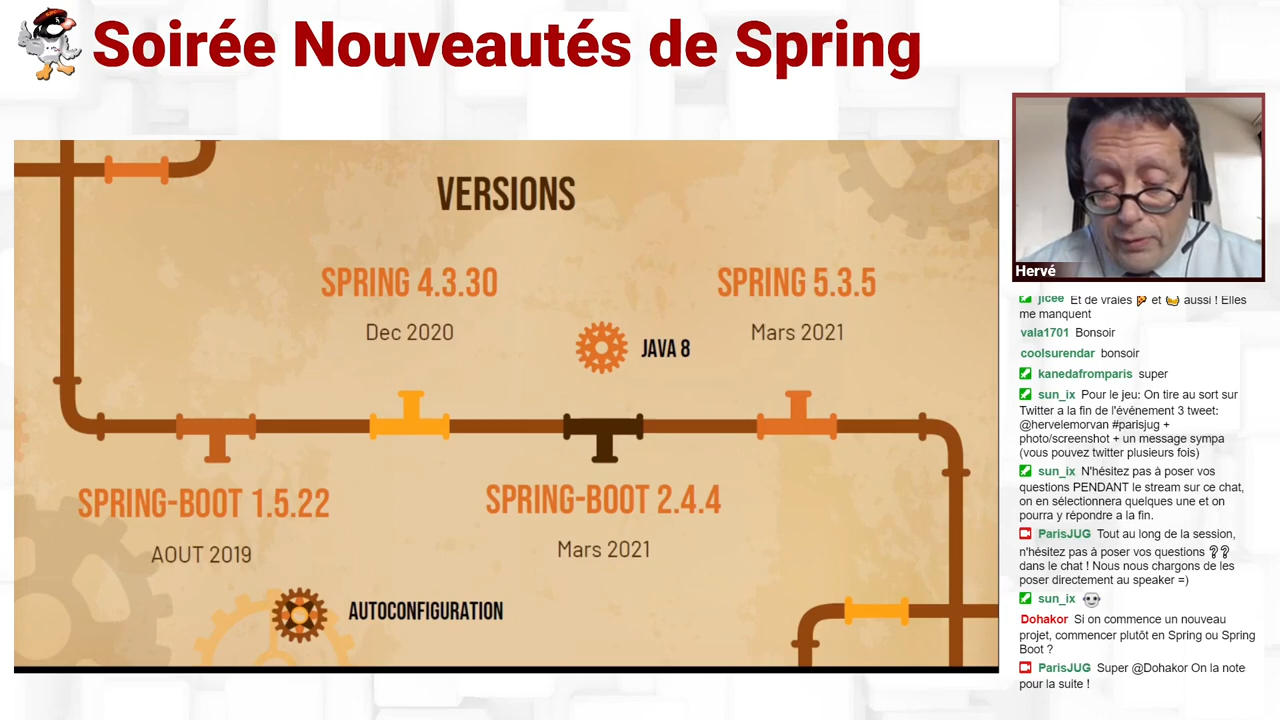 Soirée Nouveautés de Spring
VERSIONS
SPRING 4.3.30
Dec 2020
SPRING 5.3.5
Mars 2021
JAVA 8
SPRING-BOOT 1.5.22
AOUT 2019
SPRING-BOOT 2.4.4
Mars 2021
AUTOCONFIGURATION
Hervé
jicee Et de vraies 🍕 et 🍻 aussi ! Elles
me manquent
vala1701 Bonsoir
coolsurendar bonsoir
kanedafromparis super
sun_ix Pour le jeu: On tire au sort sur
Twitter a la fin de l'événement 3 tweet:
@hervelemorvan #parisjug +
photo/screenshot + un message sympa
(vous pouvez twitter plusieurs fois)
sun_ix N'hésitez pas à poser vos
questions PENDANT le stream sur ce chat,
on en sélectionnera quelques une et on
pourra y répondre a la fin.
ParisJUG Tout au long de la session,
n'hésitez pas à poser vos questions ❔❔
dans le chat ! Nous nous chargons de les
poser directement au speaker =)
sun_ix
Dohakor Si on commence un nouveau
projet, commencer plutôt en Spring ou Spring
Boot ?
ParisJUG Super @Dohakor On la note
pour la suite !